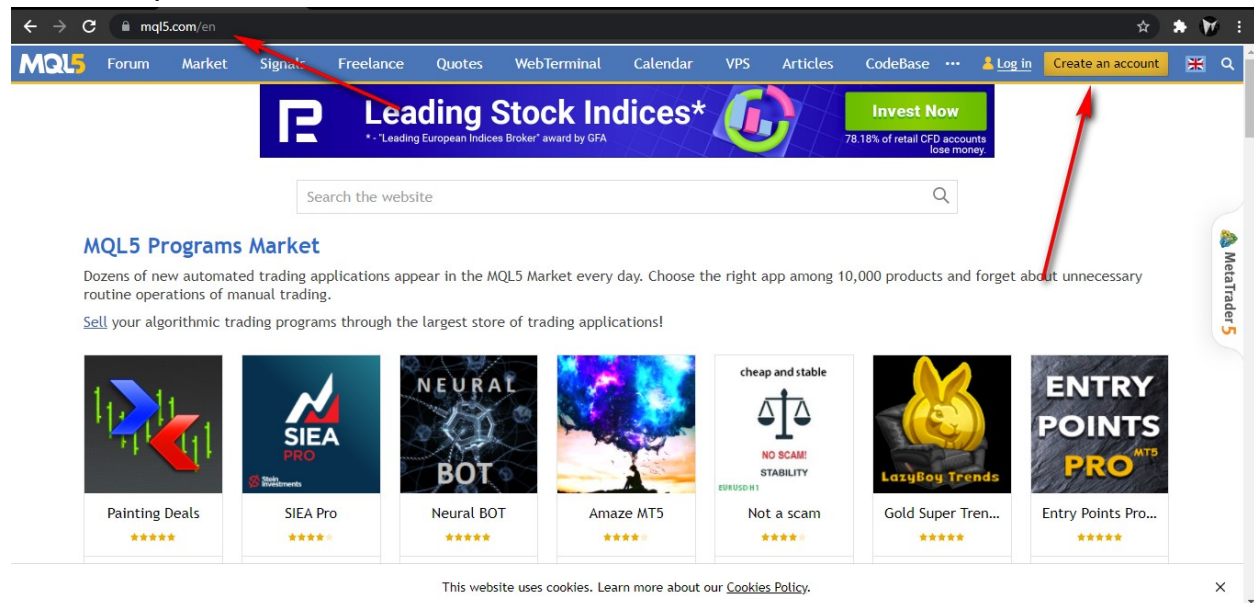 mql5.com/en
MQL5 Forum Market Signals Freelance Quotes WebTerminal Calendar VPS Articles CodeBase ··· Log in Create an account
Leading Stock Indices*
* - "Leading European Indices Broker" award by GFA
Invest Now
78.18% of retail CFD accounts
lose money.
Search the website
MQL5 Programs Market
Dozens of new automated trading applications appear in the MQL5 Market every day. Choose the right app among 10,000 products and forget about unnecessary
routine operations of manual trading.
Sell your algorithmic trading programs through the largest store of trading applications!
MetaTrader 5
SIEA
PRO
Stein
Investments
NEURAL
BOT
cheap and stable
NO SCAM!
STABILITY
EURUSD H1
LazyBoy Trends
ENTRY
POINTS
PRO MT5
Painting Deals SIEA Pro Neural BOT Amaze MT5 Not a scam Gold Super Tren... Entry Points Pro...
This website uses cookies. Learn more about our Cookies Policy.